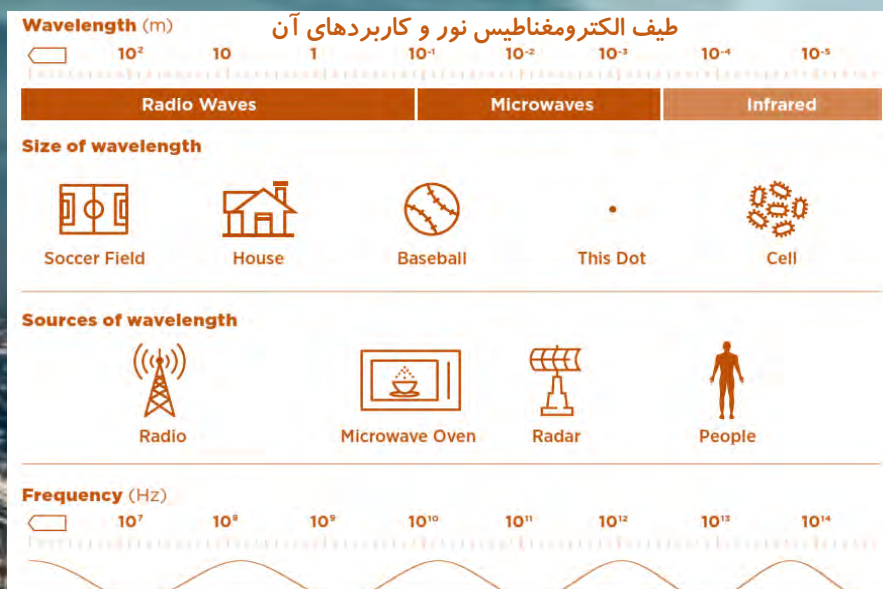 طیف الکترومغناطیس نور و کاربردهای آن
Wavelength (m)
10² 10 1 10⁻¹ 10⁻² 10⁻³ 10⁻⁴ 10⁻⁵
Radio Waves Microwaves Infrared
Size of wavelength
Soccer Field House Baseball This Dot Cell
Sources of wavelength
Radio Microwave Oven Radar People
Frequency (Hz)
10⁷ 10⁸ 10⁹ 10¹⁰ 10¹¹ 10¹² 10¹³ 10¹⁴